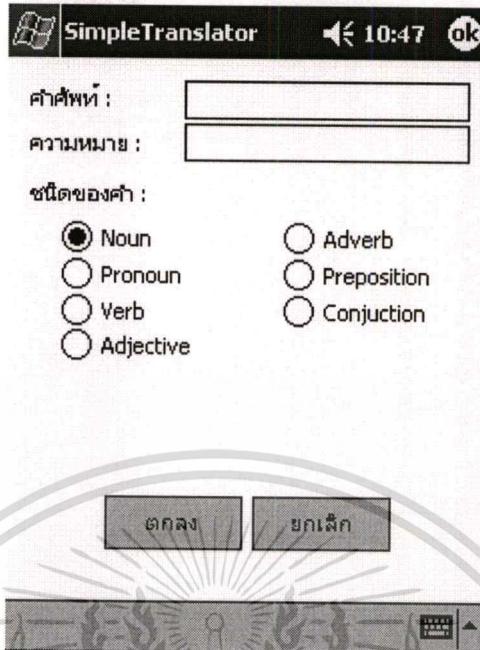 SimpleTranslator 10:47 ok
คำศัพท์ :
ความหมาย :
ชนิดของคำ :
Noun
Adverb
Pronoun
Preposition
Verb
Conjuction
Adjective
ตกลง
ยกเลิก